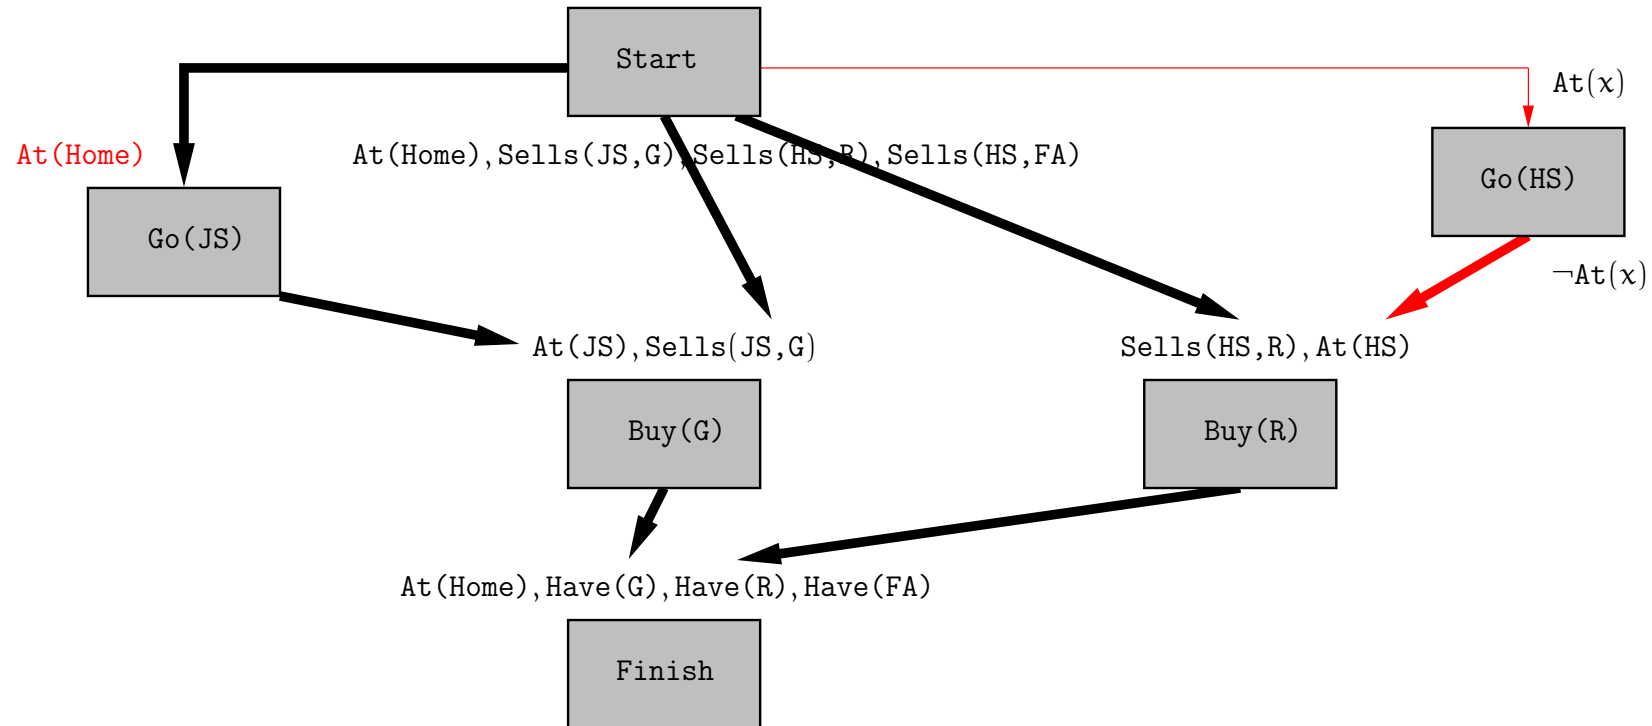 Start
At(x)
At(Home)
At(Home),Sells(JS,G),Sells(HS,R),Sells(HS,FA)
Go(HS)
Go(JS)
¬At(x)
At(JS),Sells(JS,G)
Sells(HS,R),At(HS)
Buy(G)
Buy(R)
At(Home),Have(G),Have(R),Have(FA)
Finish